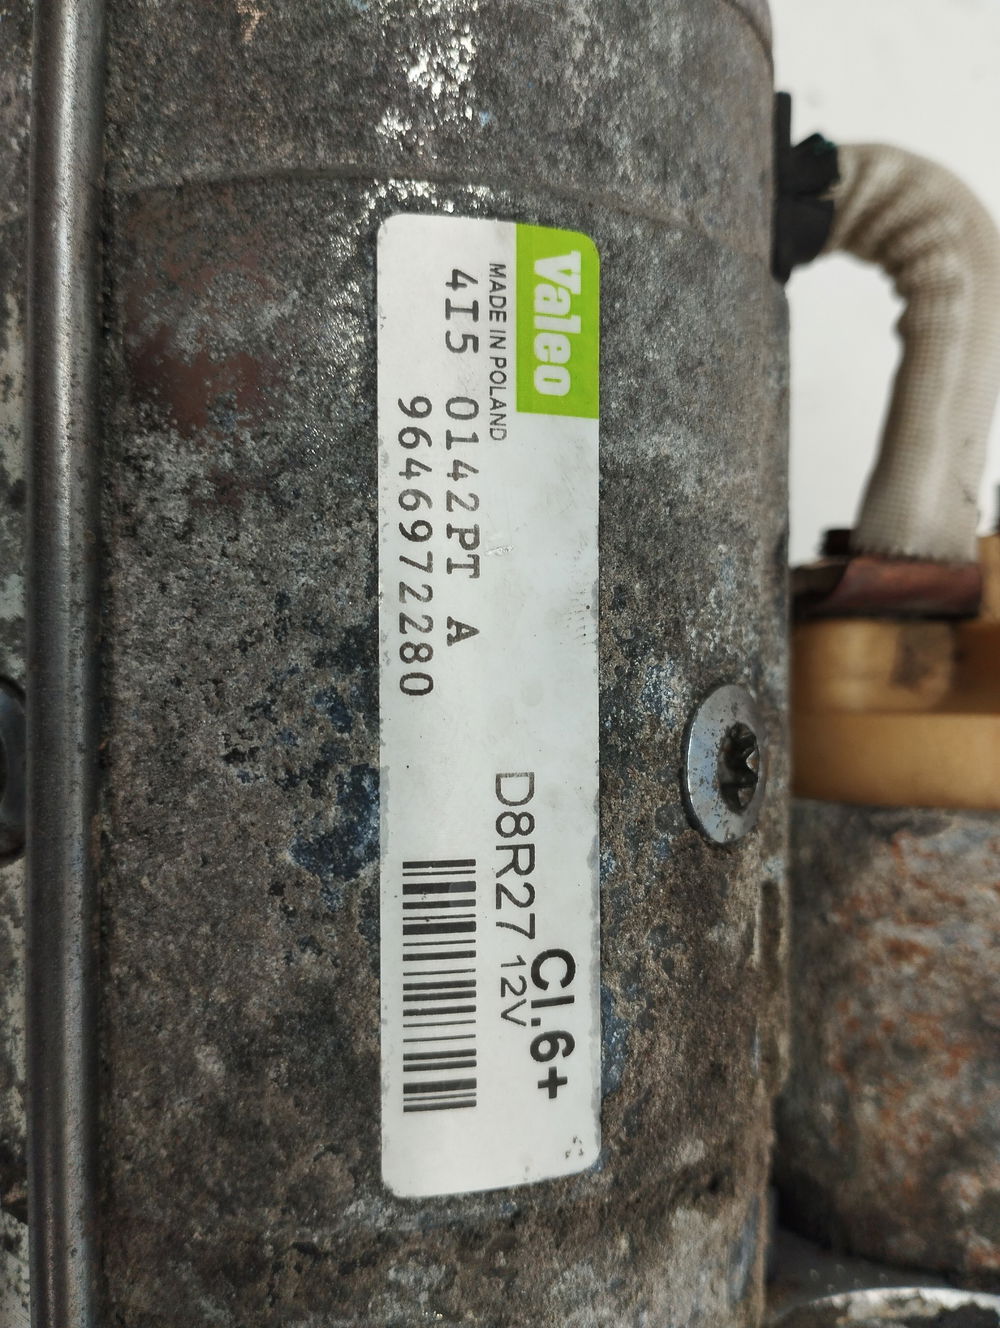 Valeo
MADE IN POLAND
4I5 0142PT A
9646972280
Cl.6+
D8R27 12V